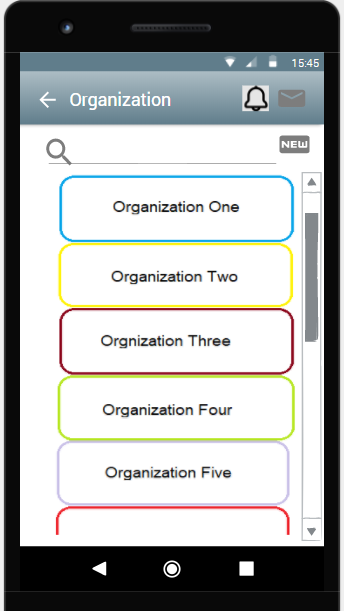 15:45
Organization
NEW
Organization One
Organization Two
Orgnization Three
Organization Four
Organization Five